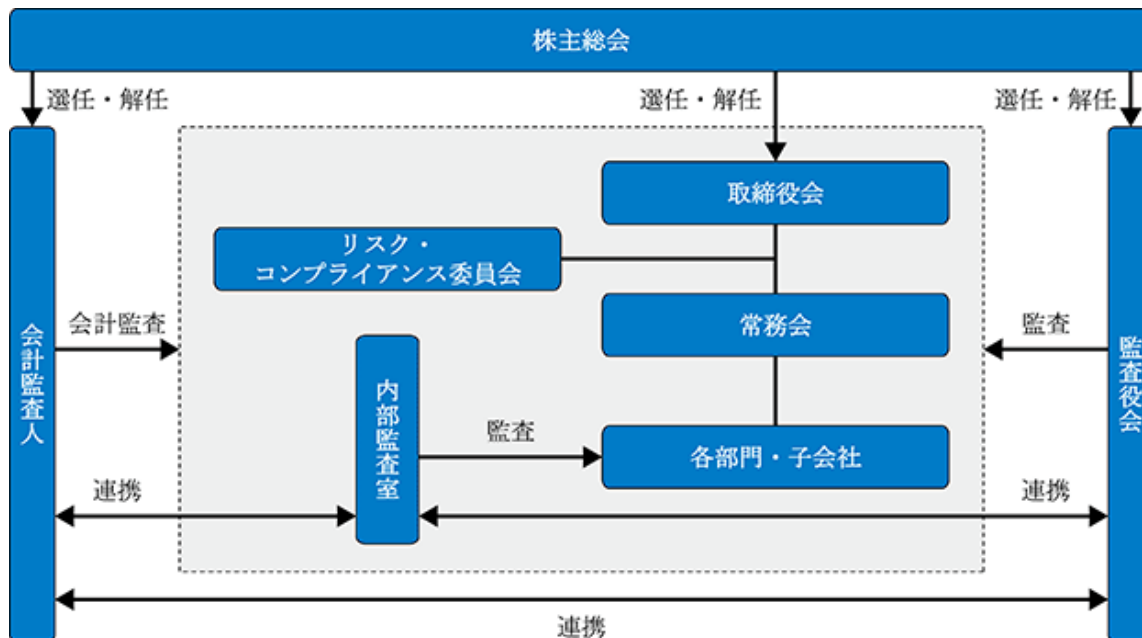 株主総会
選任・解任
選任・解任
選任・解任
取締役会
リスク・
コンプライアンス委員会
常務会
会計監査
監査
会計監査人
内部監査室
監査役会
監査
各部門・子会社
連携
連携
連携